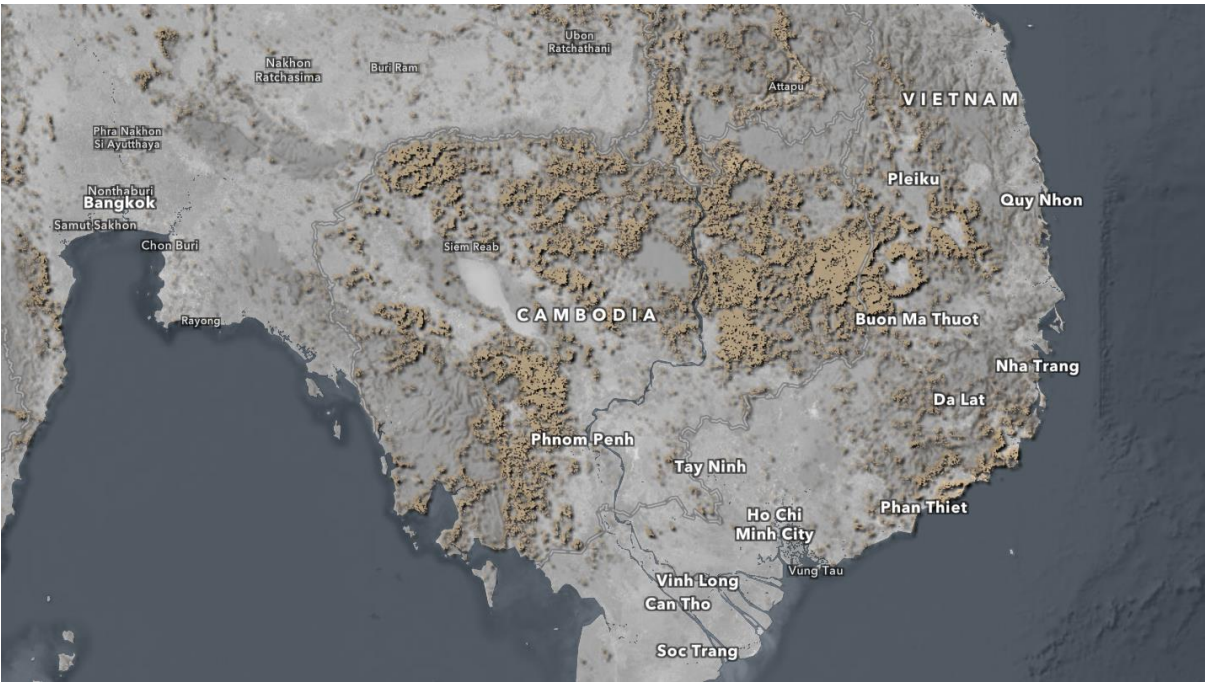 Ubon
Ratchathani
Nakhon
Ratchasima
Buri Ram
Attapu
VIETNAM
Phra Nakhon
Si Ayutthaya
Pleiku
Nonthaburi
Bangkok
Quy Nhon
Samut Sakhon
Chon Buri
Siem Reab
CAMBODIA
Rayong
Buon Ma Thuot
Nha Trang
Da Lat
Phnom Penh
Tay Ninh
Phan Thiet
Ho Chi
Minh City
Vung Tau
Vinh Long
Can Tho
Soc Trang